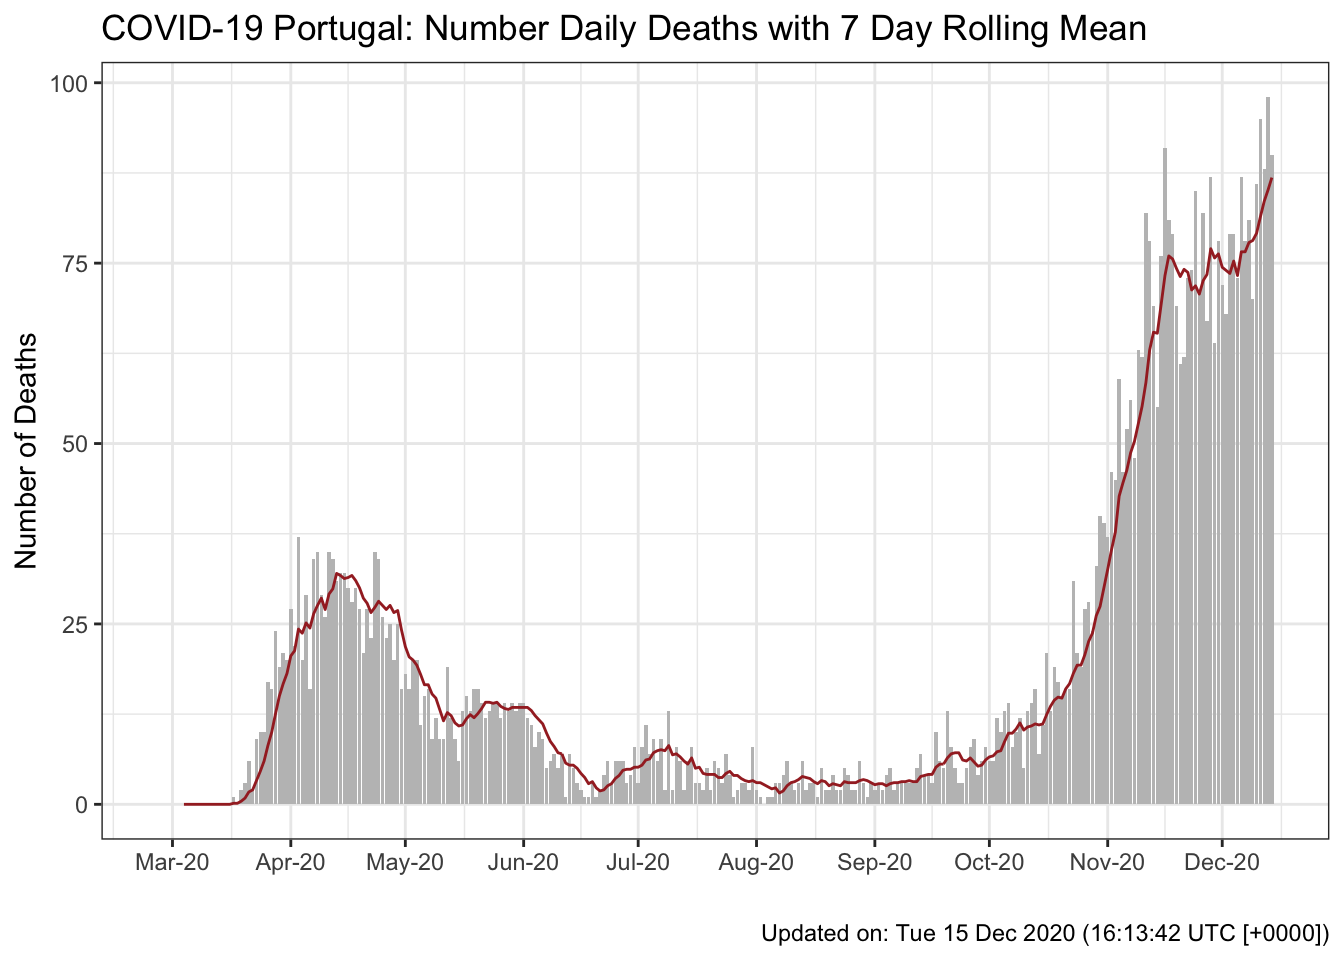 COVID-19 Portugal: Number Daily Deaths with 7 Day Rolling Mean
Number of Deaths
100
75
50
25
0
Mar-20 Apr-20 May-20 Jun-20 Jul-20 Aug-20 Sep-20 Oct-20 Nov-20 Dec-20
Updated on: Tue 15 Dec 2020 (16:13:42 UTC [+0000])